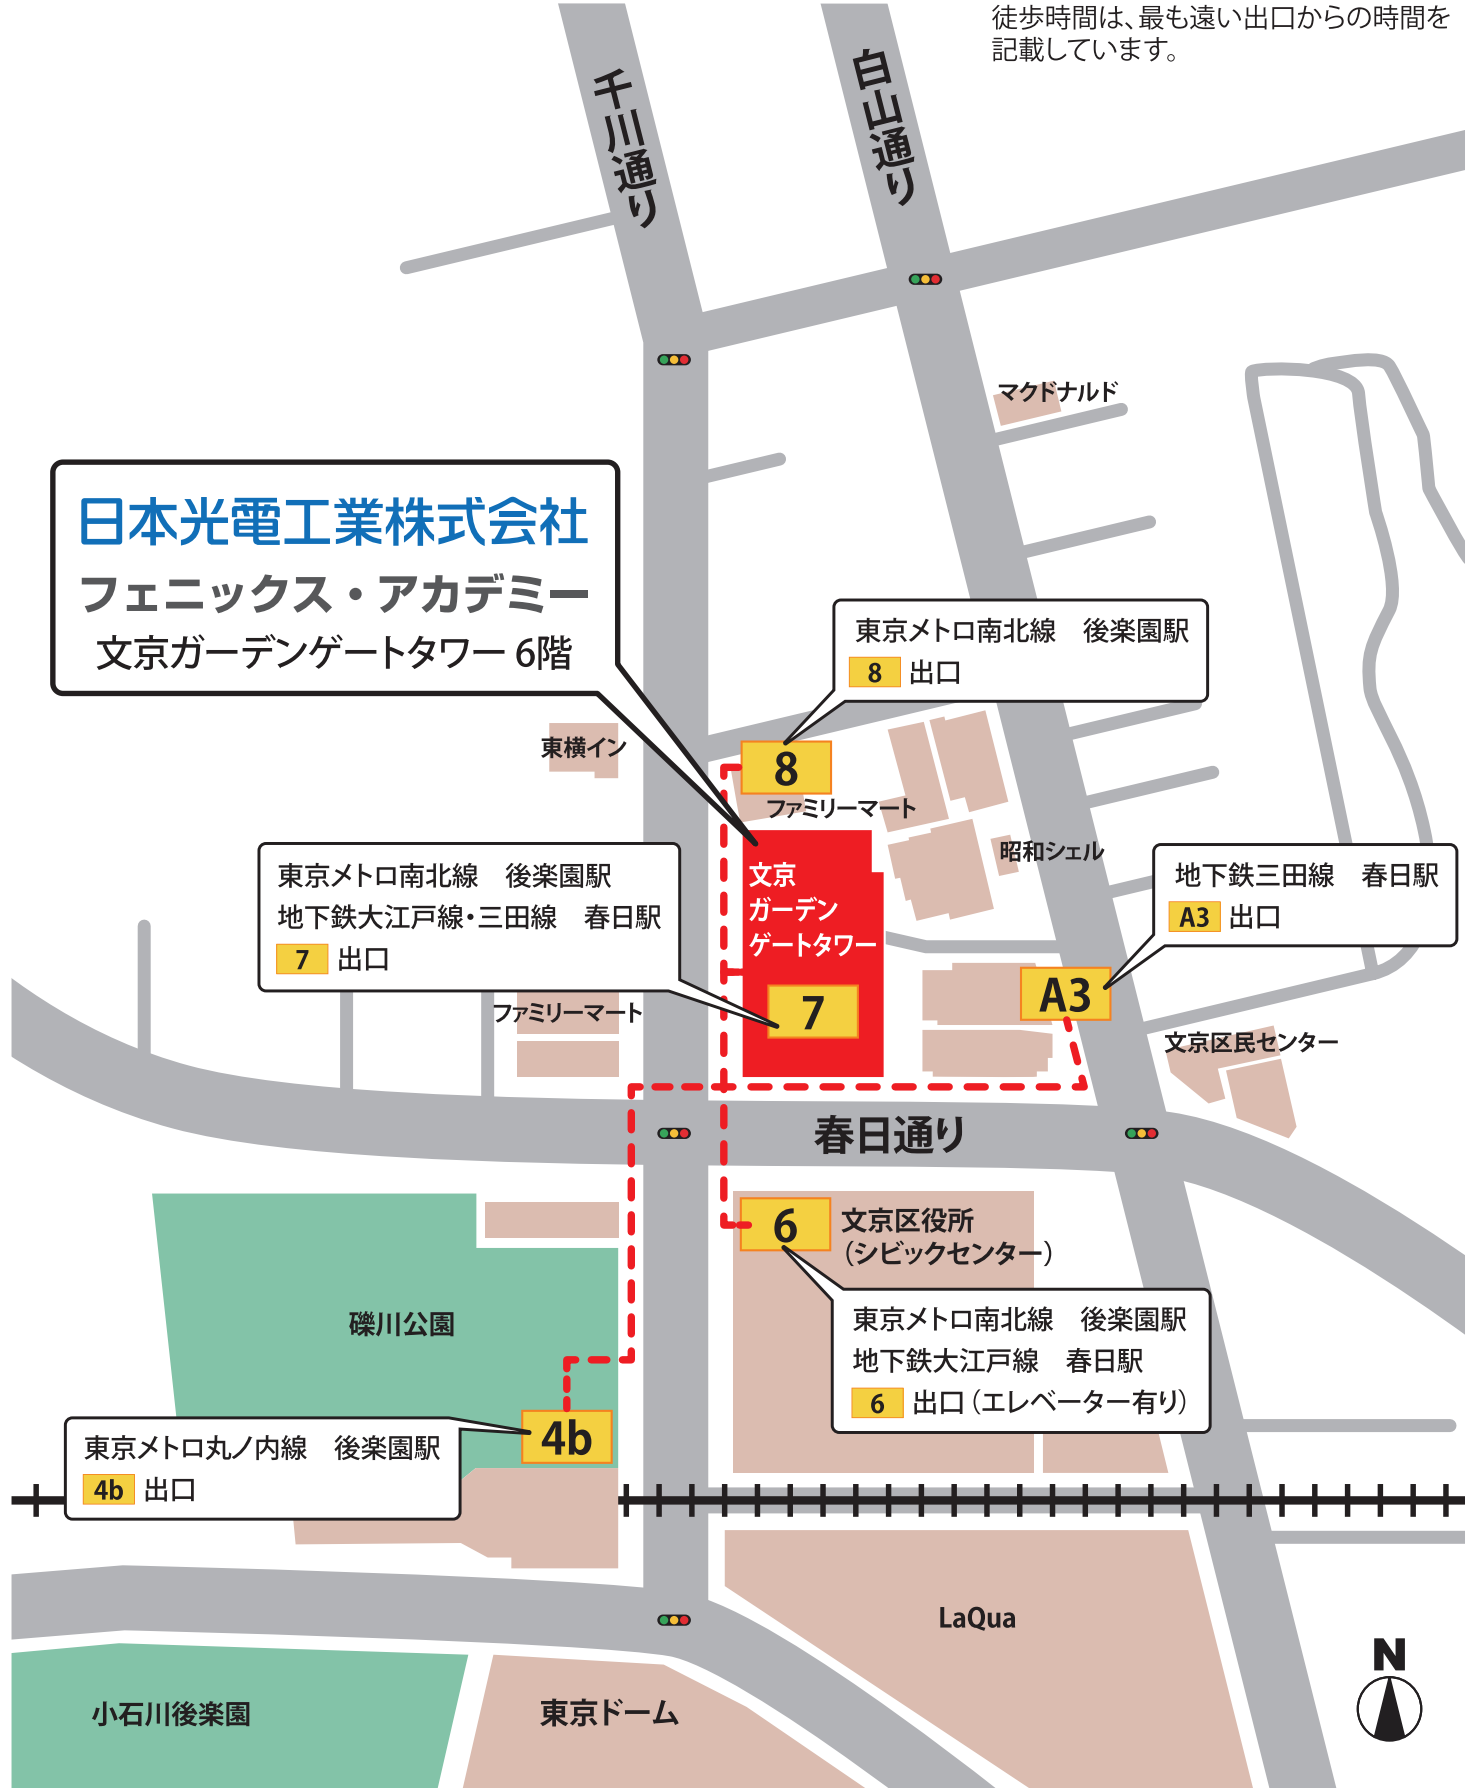 徒歩時間は、最も遠い出口からの時間を
記載しています。
千川通り
白山通り
マクドナルド
日本光電工業株式会社
フェニックス・アカデミー
文京ガーデンゲートタワー 6階
東京メトロ南北線　後楽園駅
8 出口
東横イン
8
ファミリーマート
昭和シェル
東京メトロ南北線　後楽園駅
地下鉄大江戸線・三田線　春日駅
7 出口
文京
ガーデン
ゲートタワー
7
地下鉄三田線　春日駅
A3 出口
A3
ファミリーマート
文京区民センター
春日通り
6
文京区役所
（シビックセンター）
礫川公園
東京メトロ南北線　後楽園駅
地下鉄大江戸線　春日駅
6 出口（エレベーター有り）
東京メトロ丸ノ内線　後楽園駅
4b 出口
4b
LaQua
小石川後楽園
東京ドーム
N